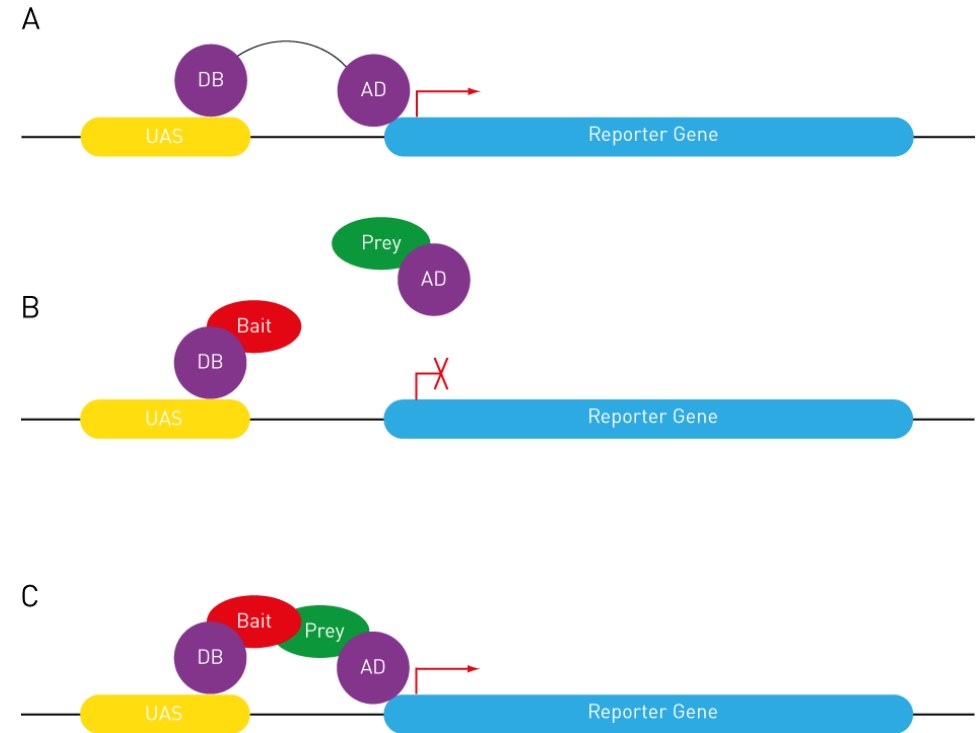 A
DB
AD
UAS
Reporter Gene
Prey
AD
B
Bait
DB
UAS
Reporter Gene
C
Bait
Prey
DB
AD
UAS
Reporter Gene